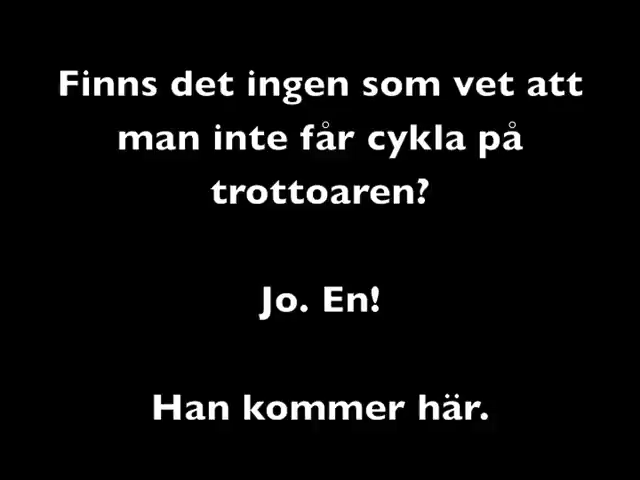 Finns det ingen som vet att
man inte får cykla på
trottoaren?
Jo. En!
Han kommer här.